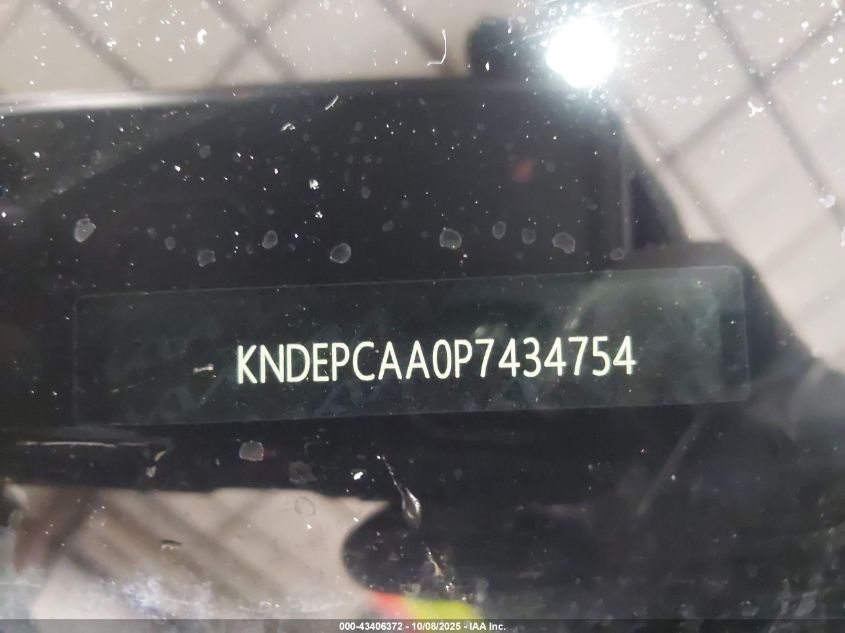 KNDEPCAA0P7434754
000-43406372 - 10/08/2025 - IAA Inc.